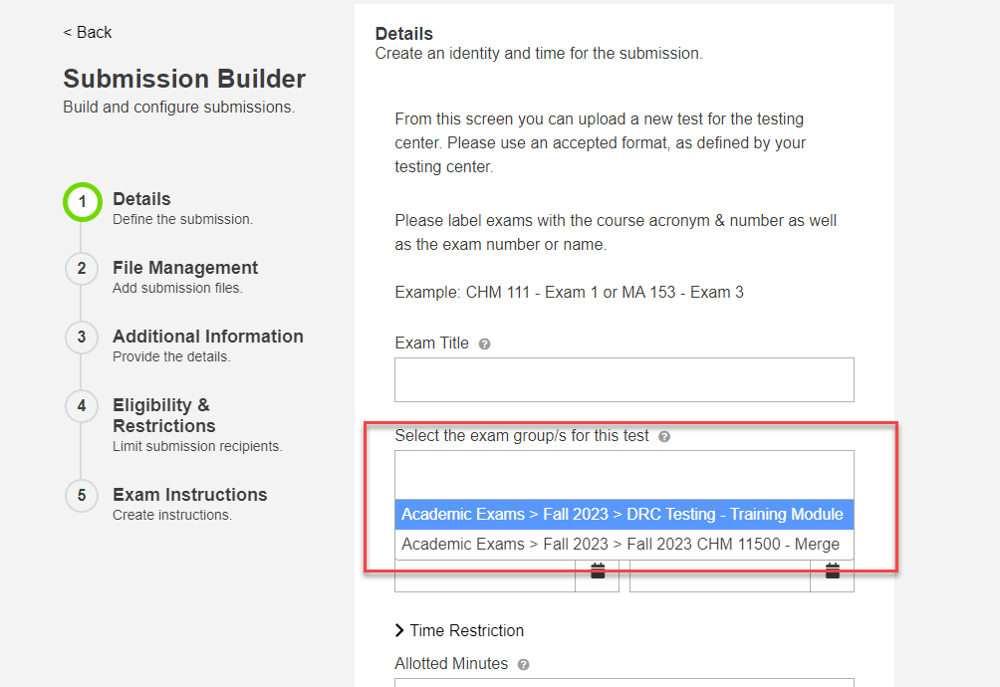 < Back
Submission Builder
Build and configure submissions.
1
Details
Define the submission.
2
File Management
Add submission files.
3
Additional Information
Provide the details.
4
Eligibility &
Restrictions
Limit submission recipients.
5
Exam Instructions
Create instructions.
Details
Create an identity and time for the submission.
From this screen you can upload a new test for the testing
center. Please use an accepted format, as defined by your
testing center.
Please label exams with the course acronym & number as well
as the exam number or name.
Example: CHM 111 - Exam 1 or MA 153 - Exam 3
Exam Title ?
Select the exam group/s for this test ?
Academic Exams > Fall 2023 > DRC Testing - Training Module
Academic Exams > Fall 2023 > Fall 2023 CHM 11500 - Merge
Time Restriction
Allotted Minutes ?